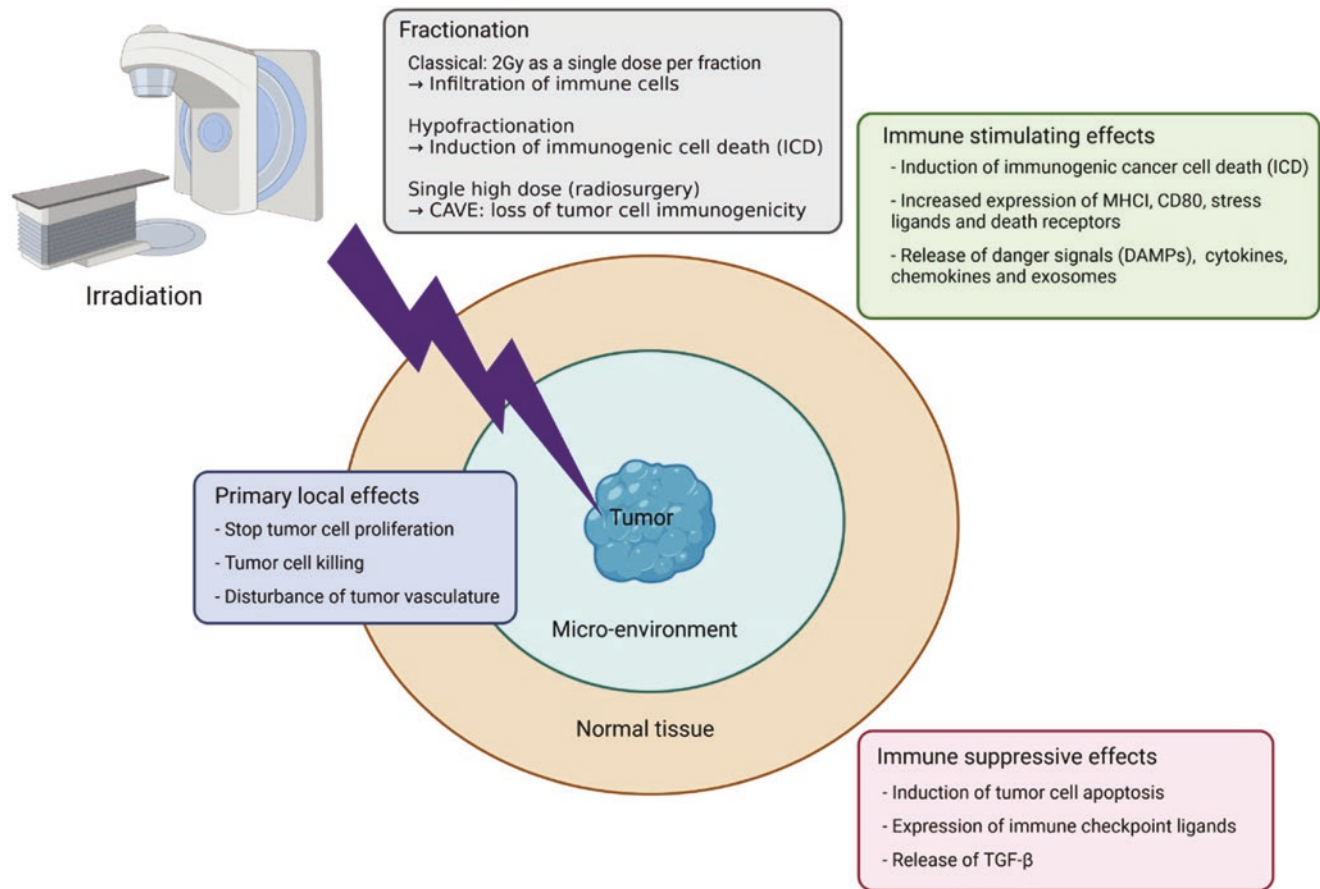 Fractionation
Classical: 2Gy as a single dose per fraction
→ Infiltration of immune cells
Hypofractionation
→ Induction of immunogenic cell death (ICD)
Single high dose (radiosurgery)
→ CAVE: loss of tumor cell immunogenicity
Immune stimulating effects
- Induction of immunogenic cancer cell death (ICD)
- Increased expression of MHCI, CD80, stress
ligands and death receptors
- Release of danger signals (DAMPs), cytokines,
chemokines and exosomes
Irradiation
Primary local effects
- Stop tumor cell proliferation
- Tumor cell killing
- Disturbance of tumor vasculature
Tumor
Micro-environment
Normal tissue
Immune suppressive effects
- Induction of tumor cell apoptosis
- Expression of immune checkpoint ligands
- Release of TGF-β